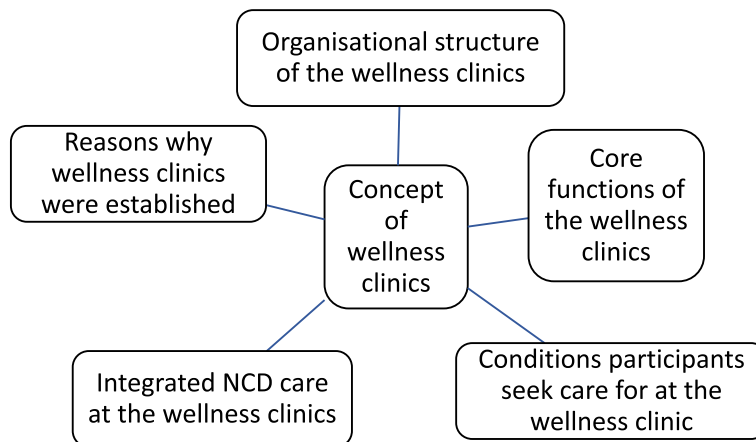 Organisational structure
of the wellness clinics
Reasons why
wellness clinics
were established
Core
functions of
the wellness
clinics
Concept
of
wellness
clinics
Integrated NCD care
at the wellness clinics
Conditions participants
seek care for at the
wellness clinic